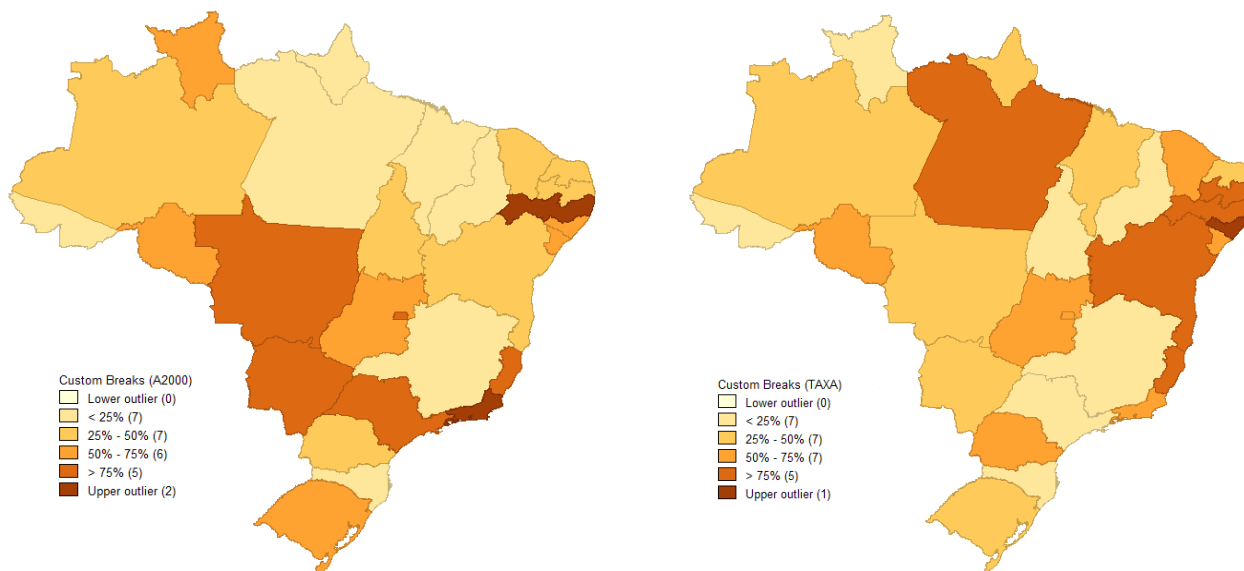 Custom Breaks (A2000)
Lower outlier (0)
< 25% (7)
25% - 50% (7)
50% - 75% (6)
> 75% (5)
Upper outlier (2)
Custom Breaks (TAXA)
Lower outlier (0)
< 25% (7)
25% - 50% (7)
50% - 75% (7)
> 75% (5)
Upper outlier (1)